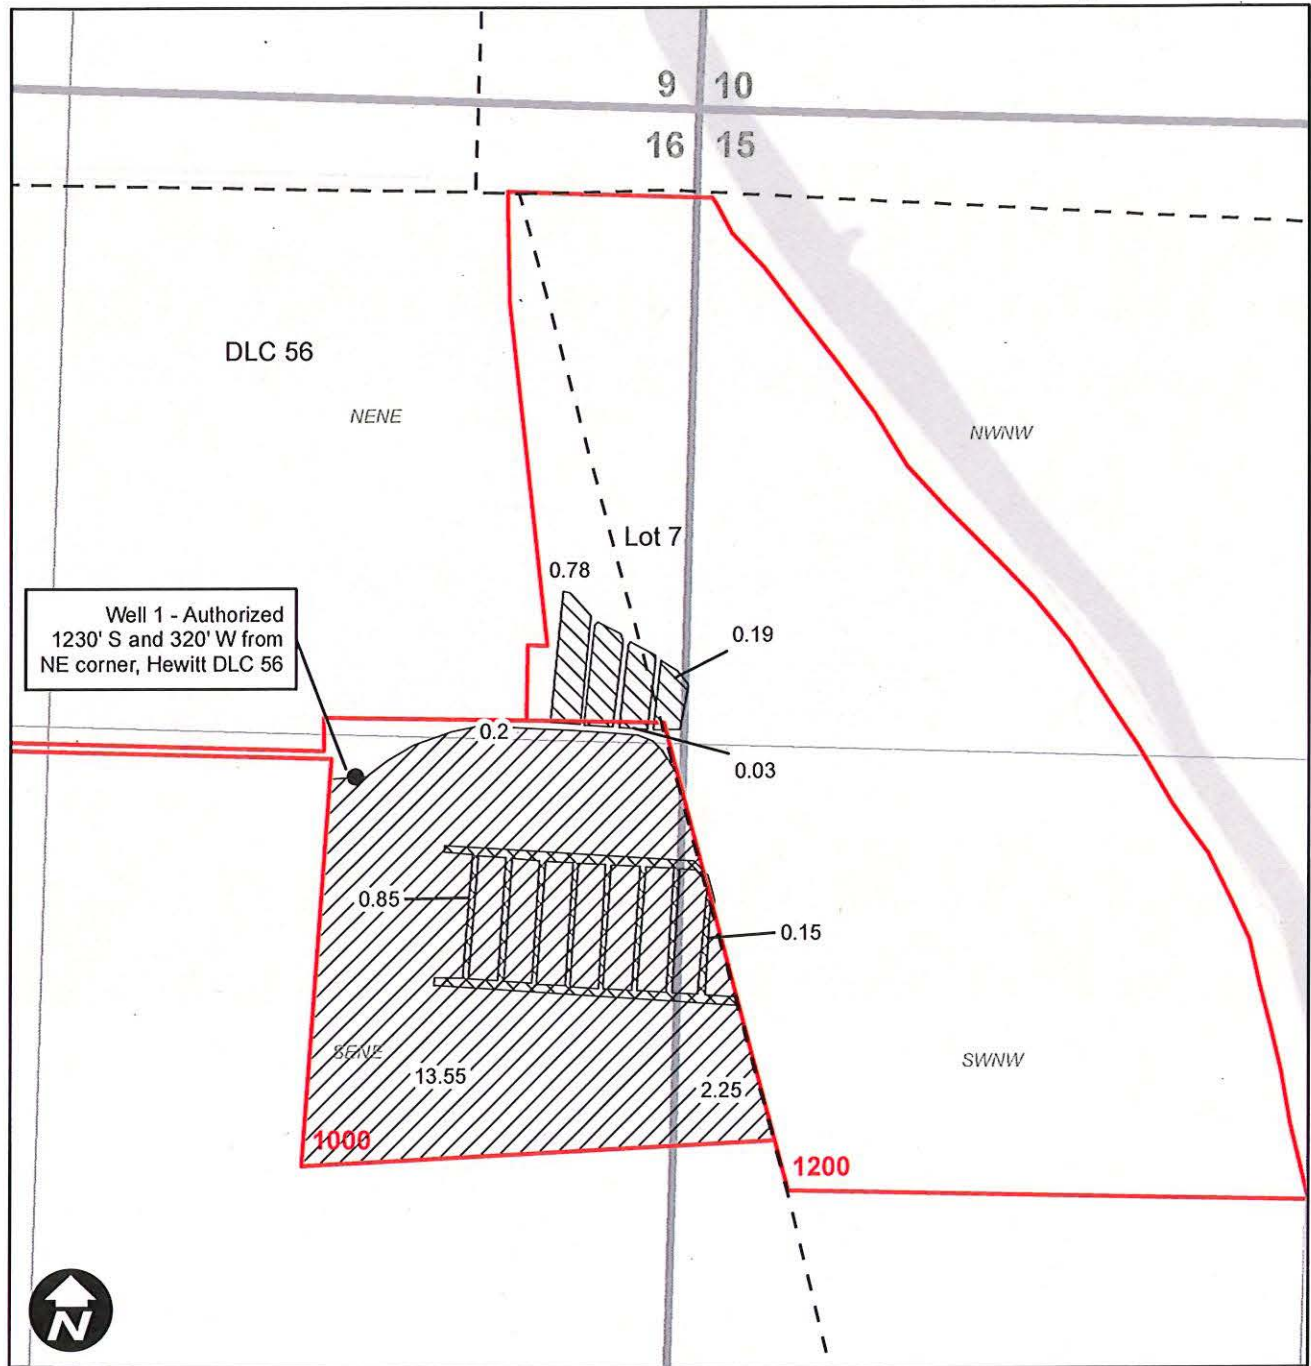 9 10
16 15
DLC 56
NENE
NWNW
Lot 7
0.78
Well 1 - Authorized
1230' S and 320' W from
NE corner, Hewitt DLC 56
0.19
0.2
0.03
0.85
0.15
SENE
SWNW
13.55
2.25
1000
1200
N